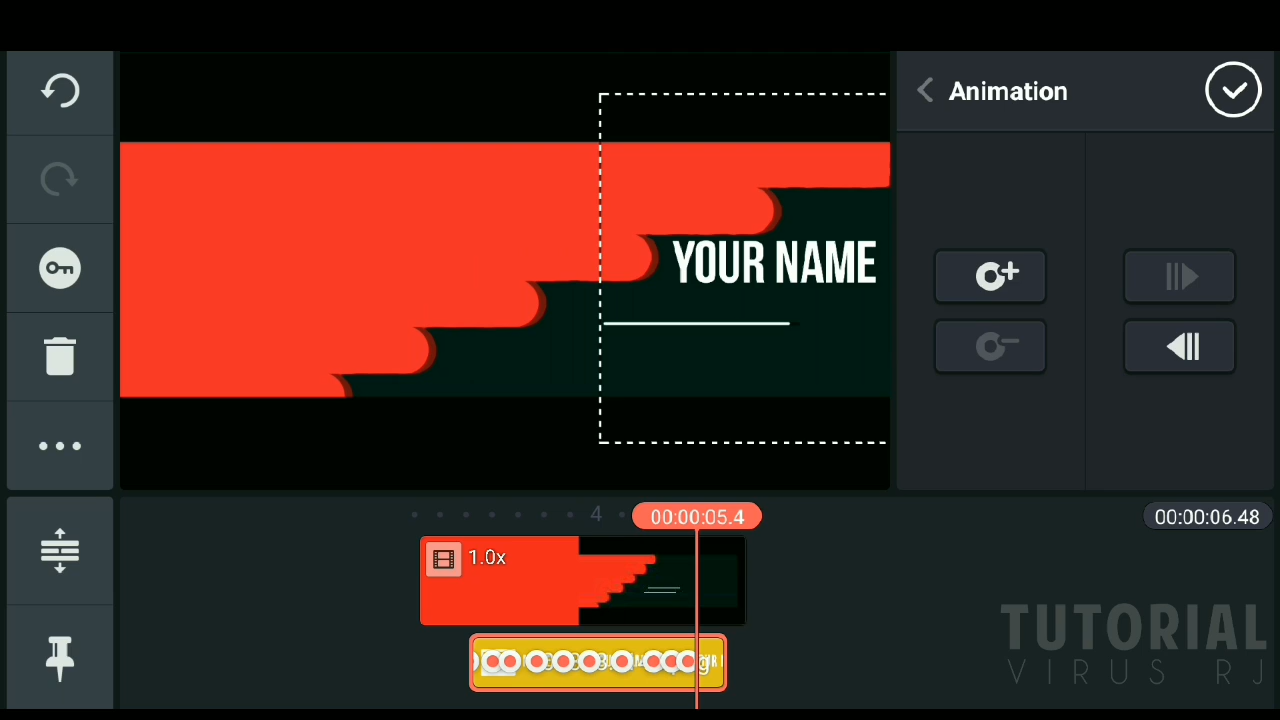 Animation
YOUR NAME
4
00:00:05.4
00:00:06.48
1.0x
TUTORIAL
VIRUS RJ